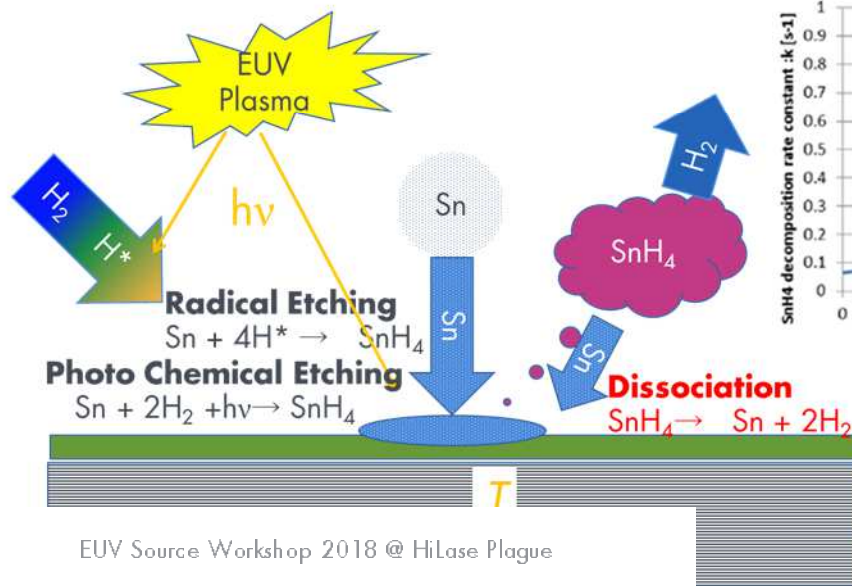 EUV
Plasma
H₂
H*
hν
Sn
Sn
SnH₄
H₂
Sn
Radical Etching
Sn + 4H* → SnH₄
Photo Chemical Etching
Sn + 2H₂ +hν→ SnH₄
Dissociation
SnH₄→ Sn + 2H₂
T
SnH4 decomposition rate constant :k [s-1]
1
0.9
0.8
0.7
0.6
0.5
0.4
0.3
0.2
0.1
0
0
EUV Source Workshop 2018 @ HiLase Plague